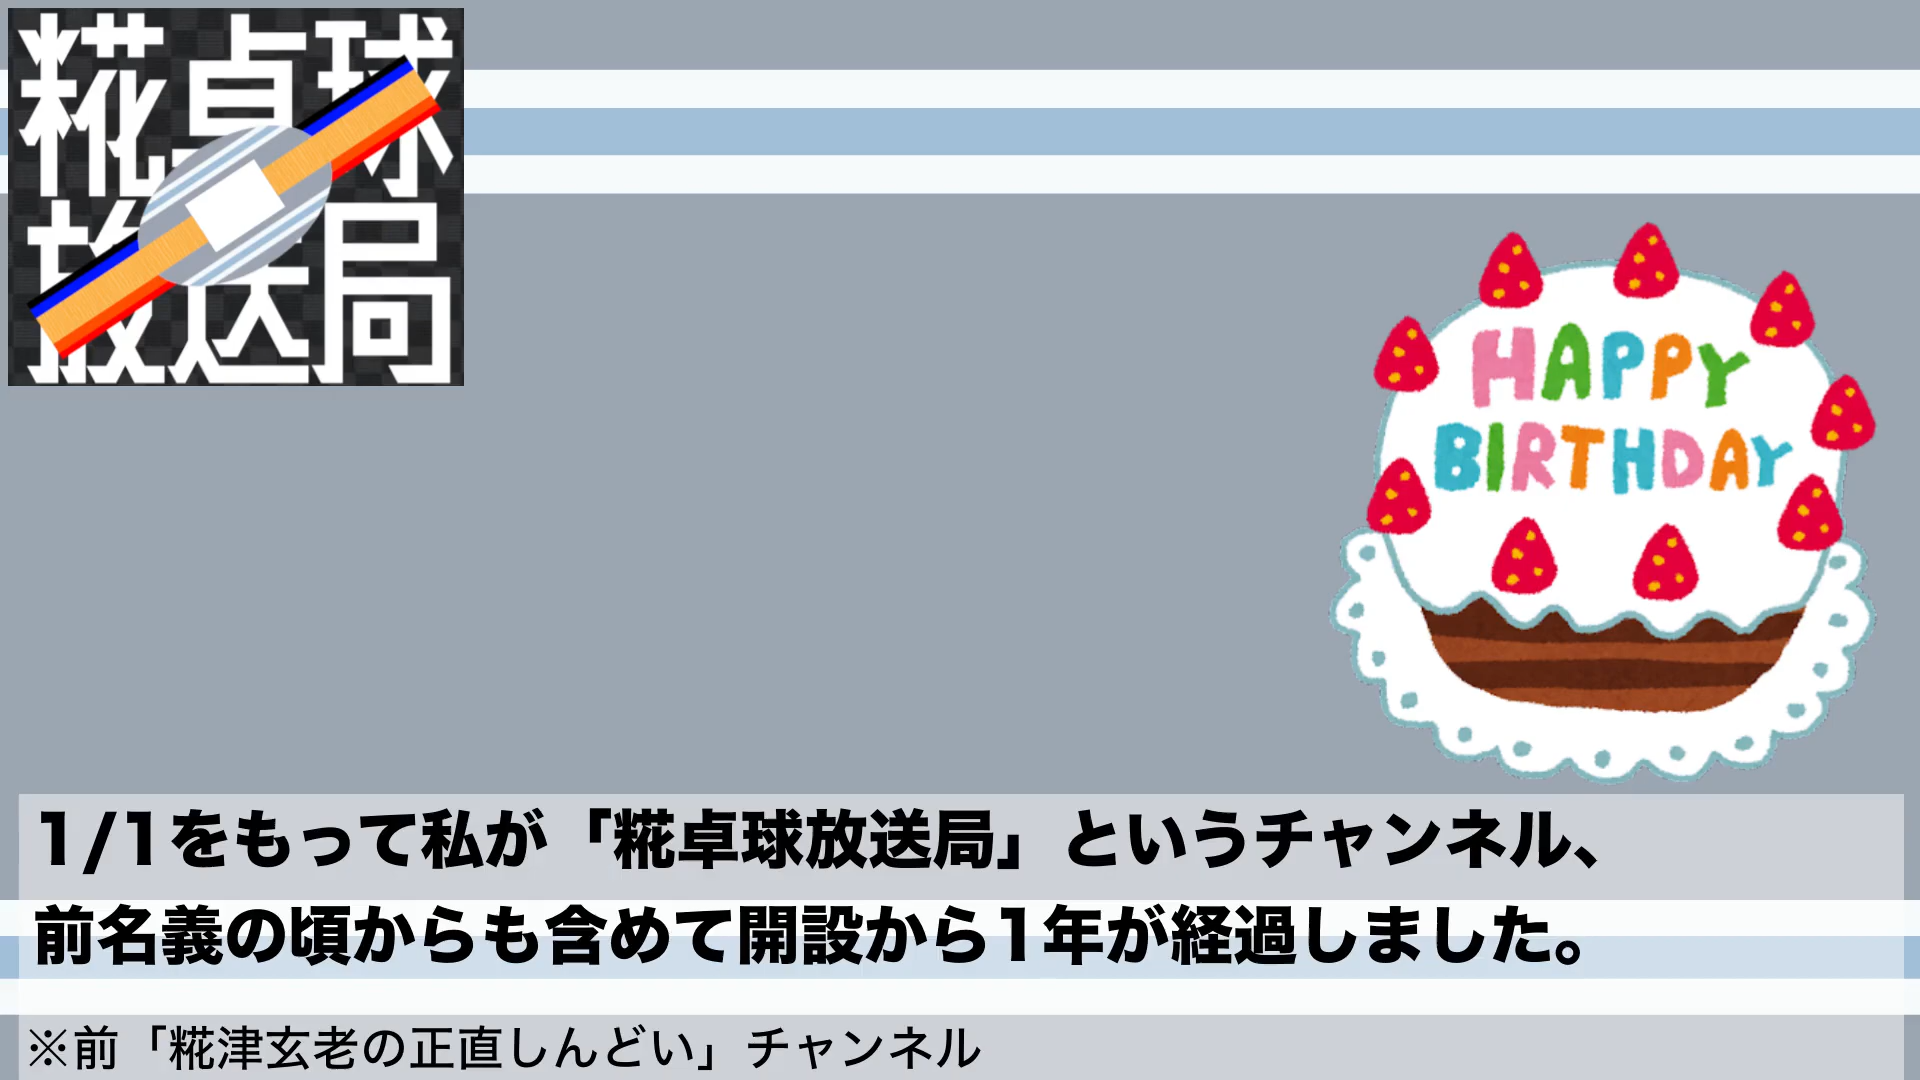 糀卓球
放送局
HAPPY
BIRTHDAY
1/1をもって私が「糀卓球放送局」というチャンネル、
前名義の頃からも含めて開設から1年が経過しました。
※前「糀津玄老の正直しんどい」チャンネル